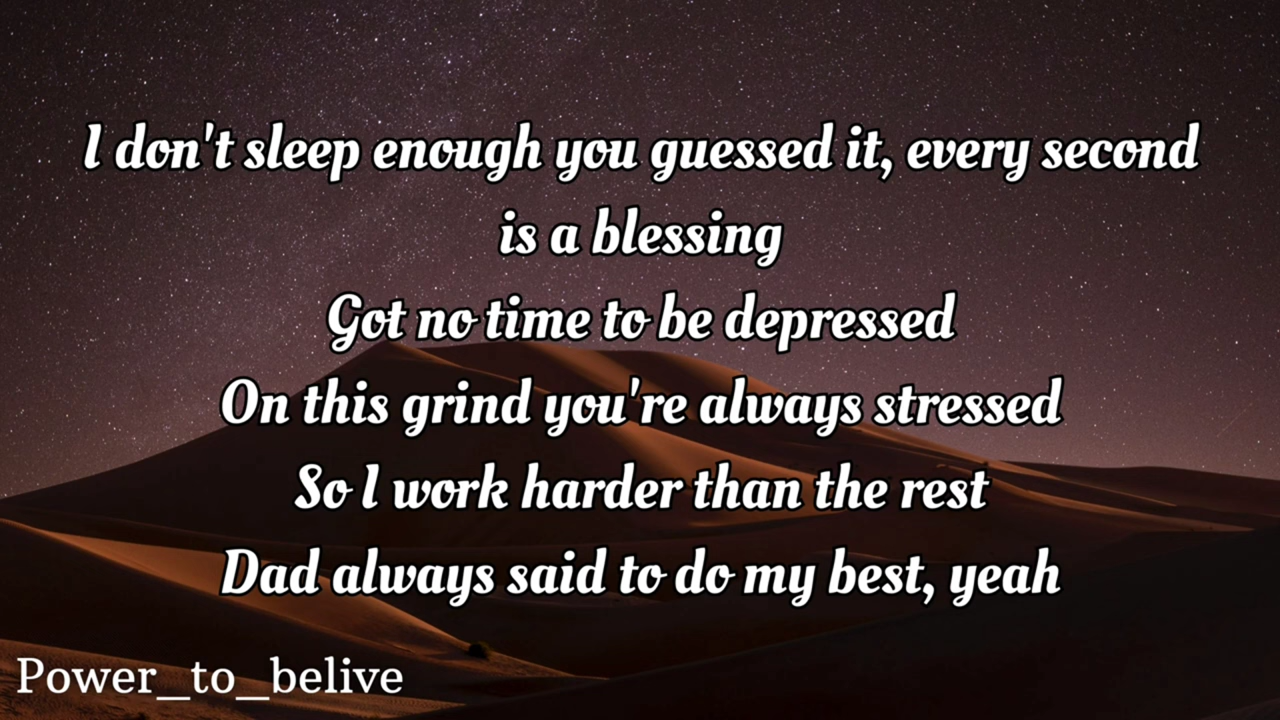 I don't sleep enough you guessed it, every second
is a blessing
Got no time to be depressed
On this grind you're always stressed
So I work harder than the rest
Dad always said to do my best, yeah
Power_to_belive